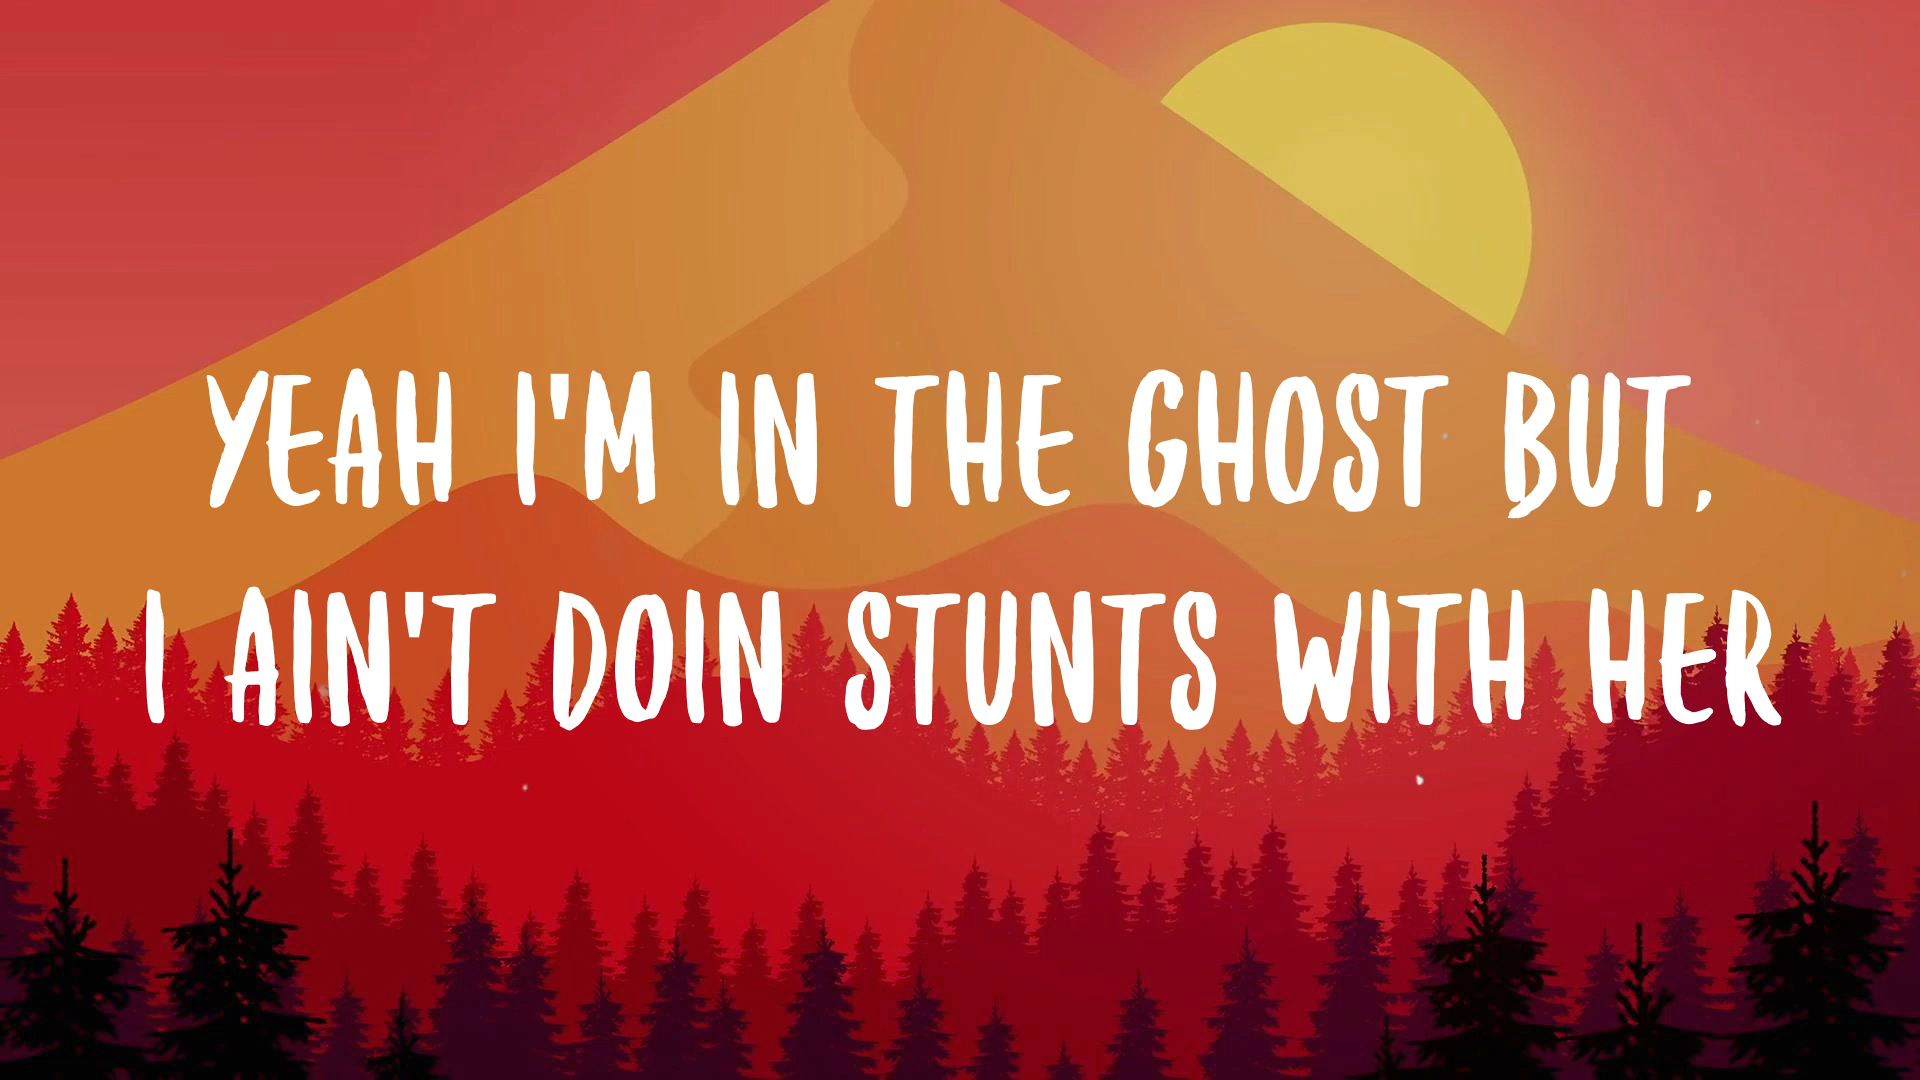 YEAH I'M IN THE GHOST BUT,
I AIN'T DOIN STUNTS WITH HER